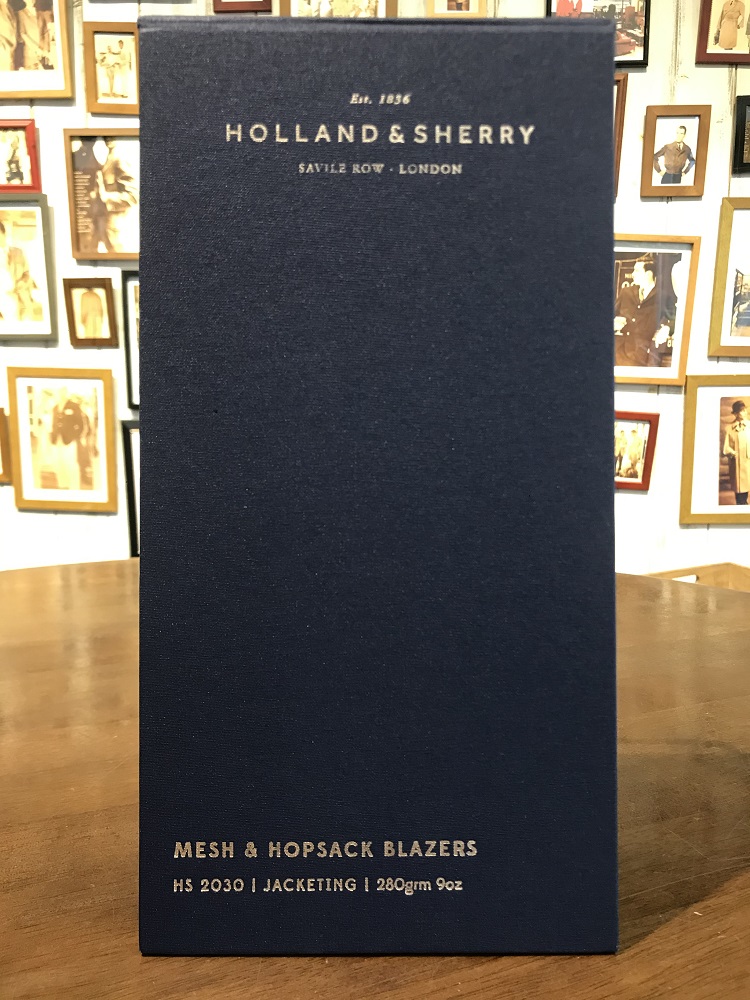 Est. 1836
HOLLAND & SHERRY
SAVILE ROW · LONDON
MESH & HOPSACK BLAZERS
HS 2030 | JACKETING | 280grm 9oz